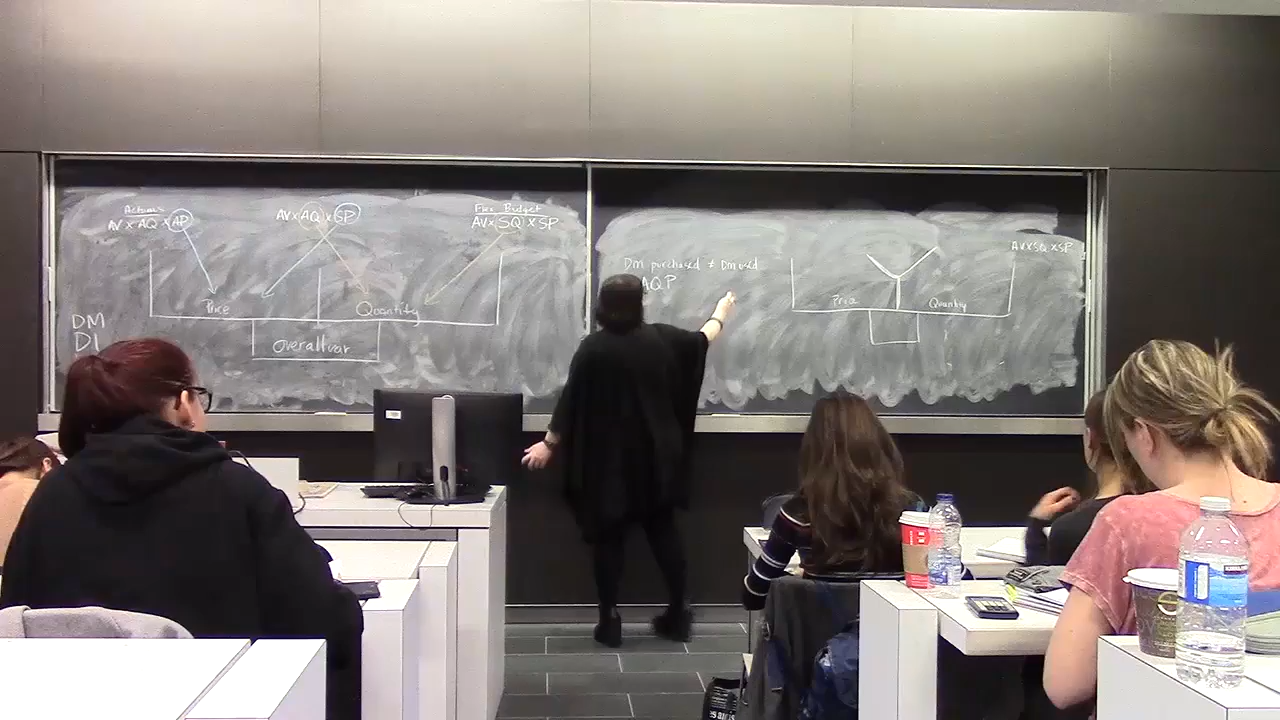 Actuals
AV x AQ x AP
AV x AQ x SP
Flex Budget
AV x SQ x SP
Price
Quantity
Overall var
DM
DL
DM purchased ≠ DM used
AQP
AV x SQ x SP
Price
Quantity